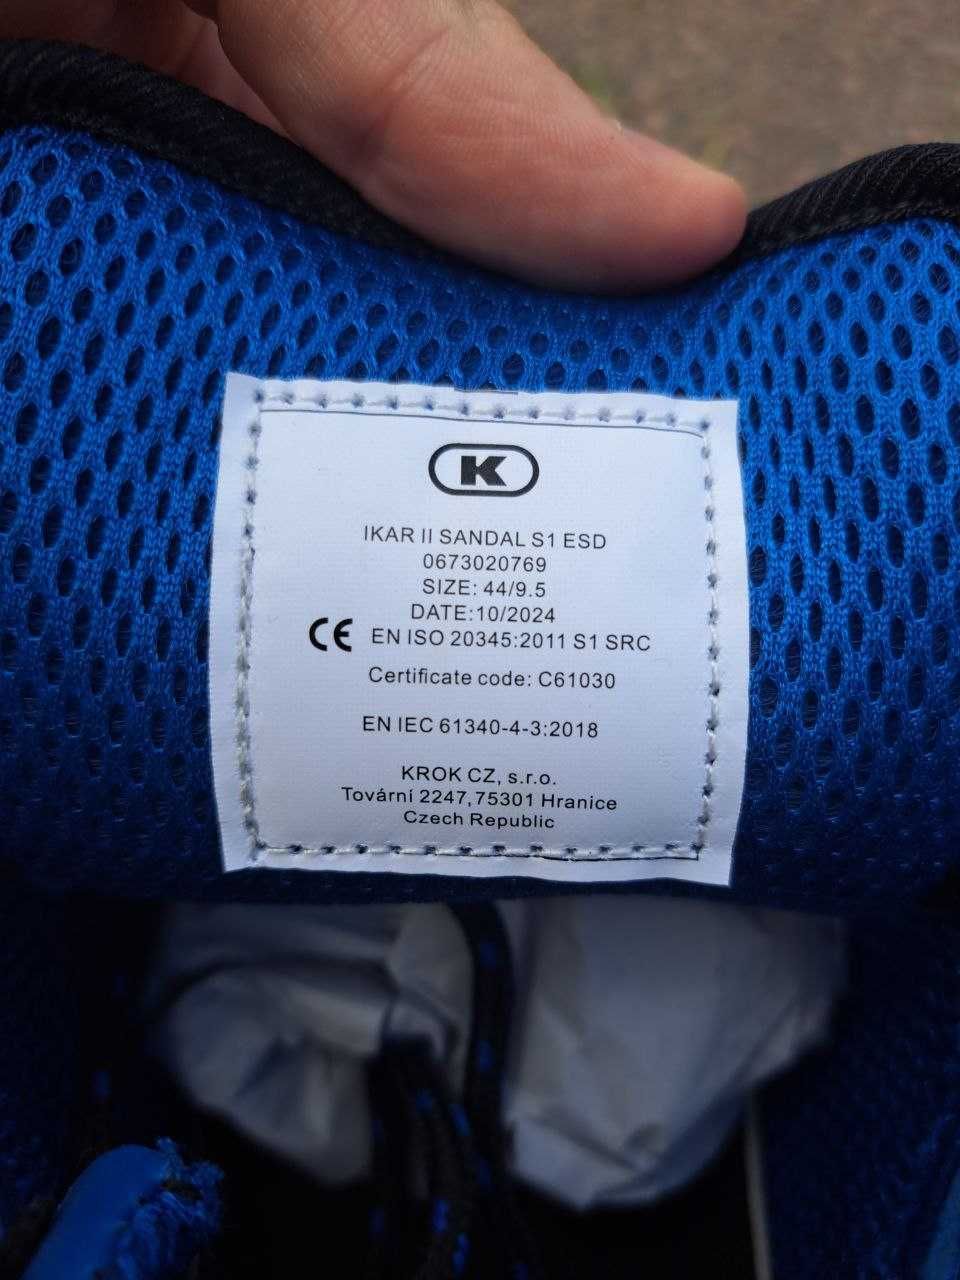 K
IKAR II SANDAL S1 ESD
0673020769
SIZE: 44/9.5
DATE:10/2024
CE EN ISO 20345:2011 S1 SRC
Certificate code: C61030
EN IEC 61340-4-3:2018
KROK CZ, s.r.o.
Tovární 2247,75301 Hranice
Czech Republic